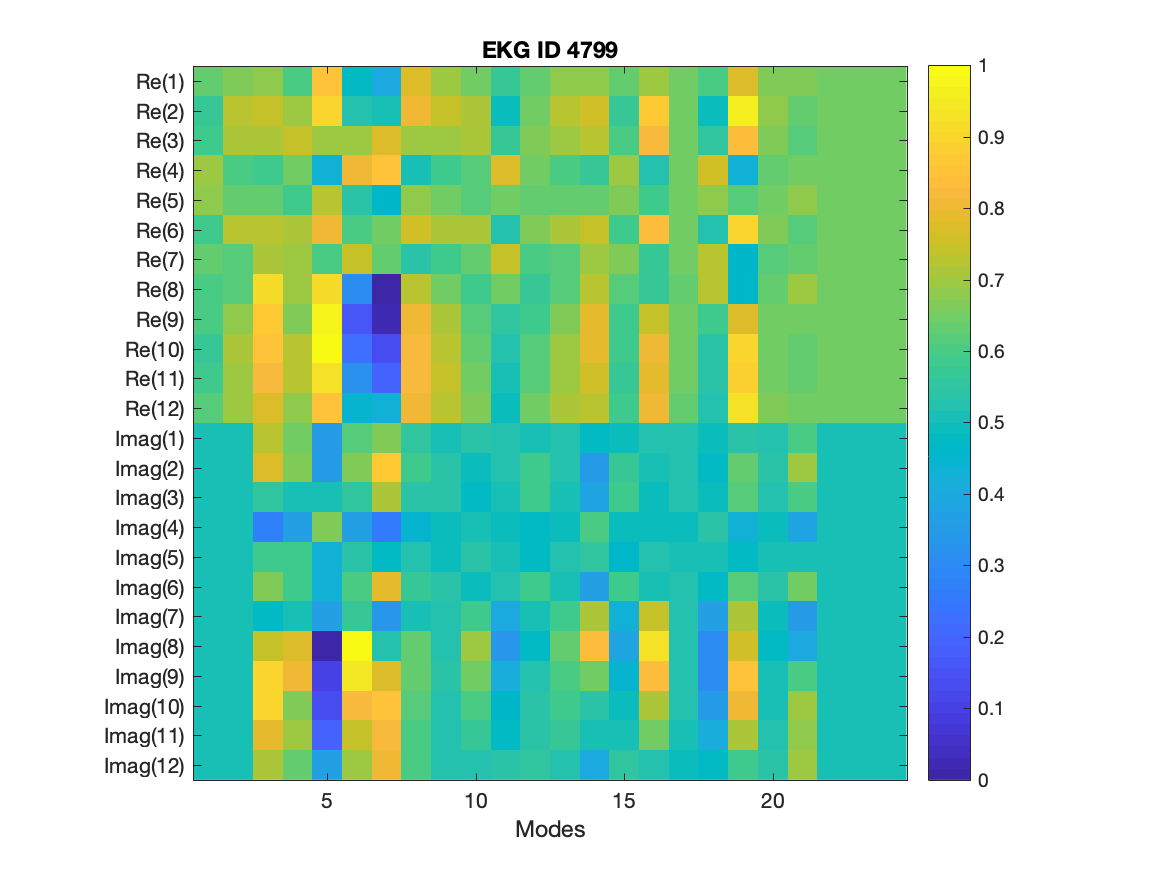 EKG ID 4799
Re(1)
Re(2)
Re(3)
Re(4)
Re(5)
Re(6)
Re(7)
Re(8)
Re(9)
Re(10)
Re(11)
Re(12)
Imag(1)
Imag(2)
Imag(3)
Imag(4)
Imag(5)
Imag(6)
Imag(7)
Imag(8)
Imag(9)
Imag(10)
Imag(11)
Imag(12)
5 10 15 20
Modes
1
0.9
0.8
0.7
0.6
0.5
0.4
0.3
0.2
0.1
0